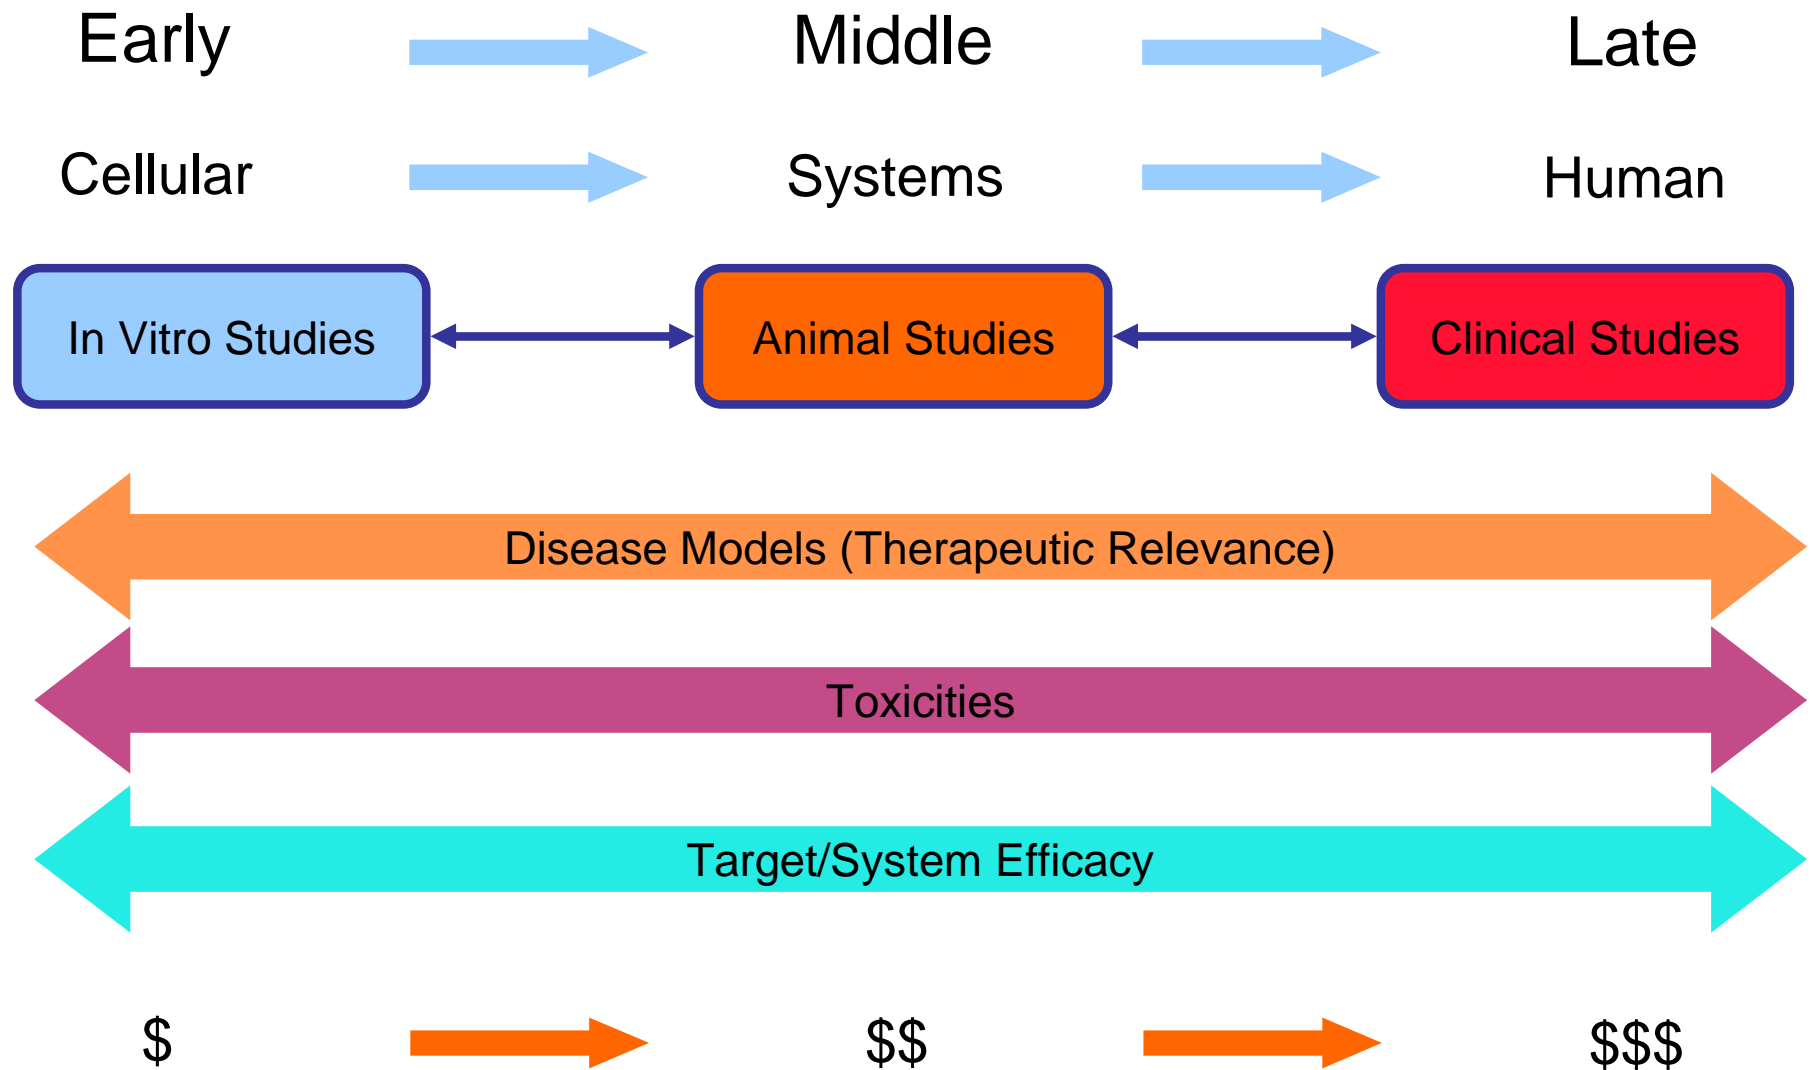 Early
Middle
Late
Cellular
Systems
Human
In Vitro Studies
Animal Studies
Clinical Studies
Disease Models (Therapeutic Relevance)
Toxicities
Target/System Efficacy
$
$$
$$$